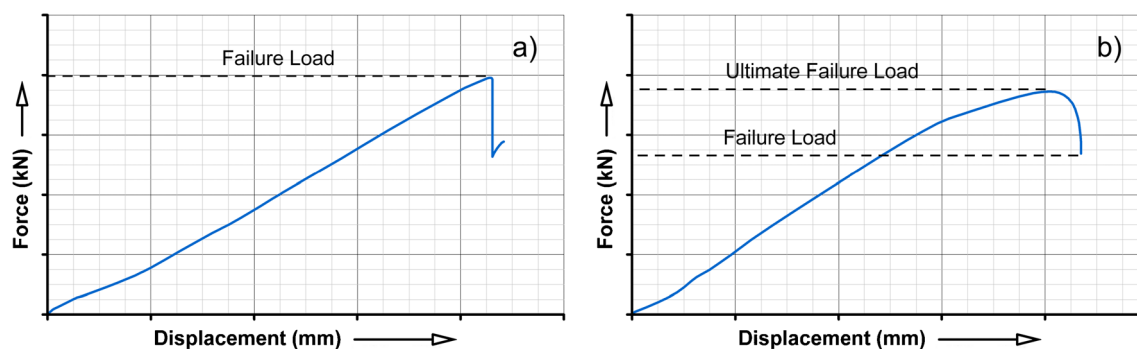 a)
Failure Load
Force (kN)
Displacement (mm)
b)
Ultimate Failure Load
Failure Load
Force (kN)
Displacement (mm)